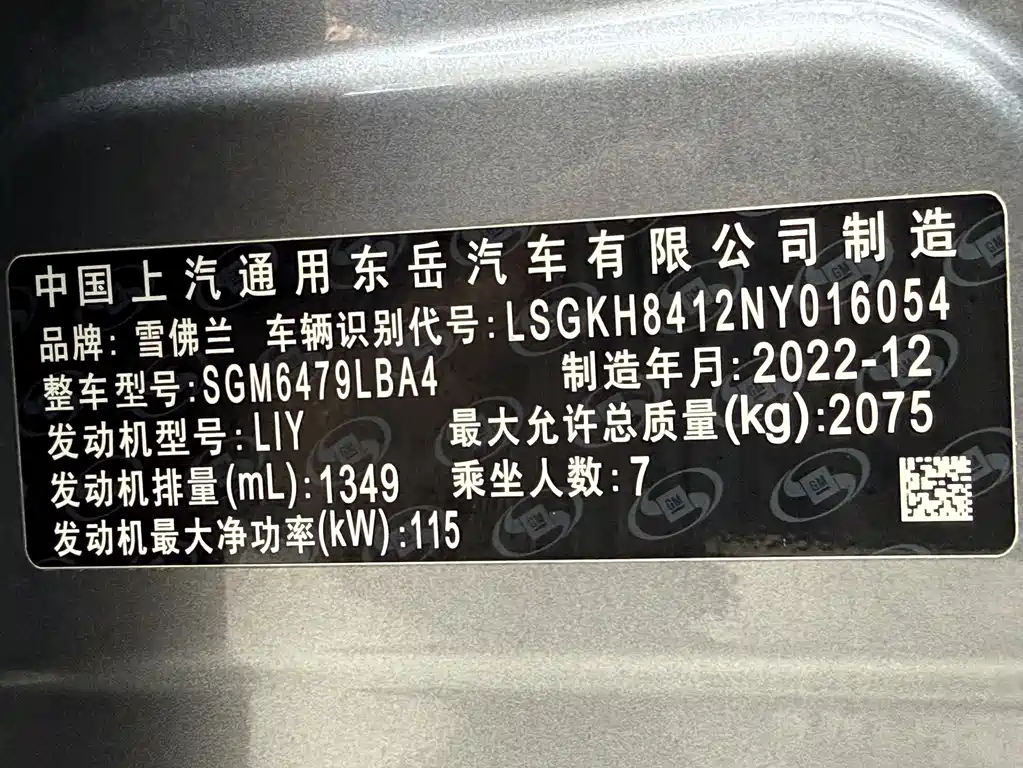 中国上汽通用东岳汽车有限公司制造
品牌: 雪佛兰 车辆识别代号:LSGKH8412NY016054
整车型号:SGM6479LBA4 制造年月:2022-12
发动机型号:LIY 最大允许总质量(kg):2075
发动机排量(mL):1349 乘坐人数:7
发动机最大净功率(kW):115